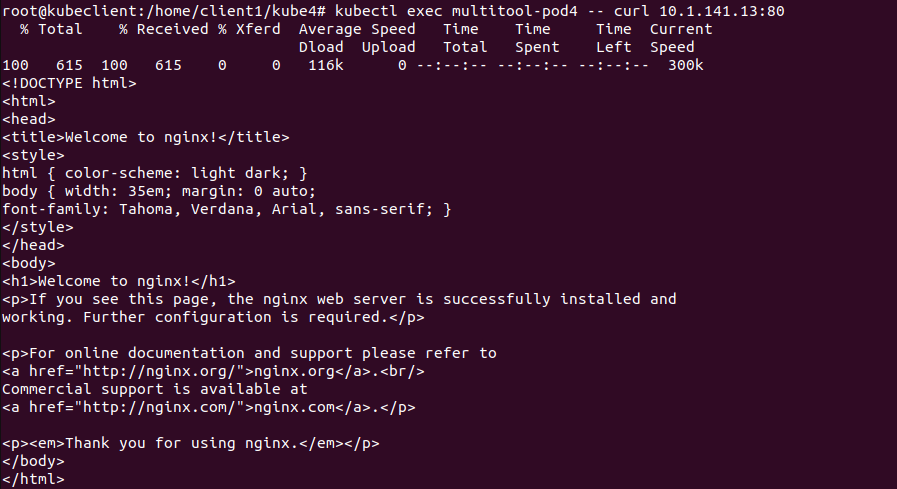 root@kubeclient:/home/client1/kube4# kubectl exec multitool-pod4 -- curl 10.1.141.13:80
  % Total    % Received % Xferd  Average Speed   Time    Time     Time  Current
                                 Dload  Upload   Total   Spent    Left  Speed
100   615  100   615    0     0   116k      0 --:--:-- --:--:-- --:--:--  300k
<!DOCTYPE html>
<html>
<head>
<title>Welcome to nginx!</title>
<style>
html { color-scheme: light dark; }
body { width: 35em; margin: 0 auto;
font-family: Tahoma, Verdana, Arial, sans-serif; }
</style>
</head>
<body>
<h1>Welcome to nginx!</h1>
<p>If you see this page, the nginx web server is successfully installed and
working. Further configuration is required.</p>

<p>For online documentation and support please refer to
<a href="http://nginx.org/">nginx.org</a>.<br/>
Commercial support is available at
<a href="http://nginx.com/">nginx.com</a>.</p>

<p><em>Thank you for using nginx.</em></p>
</body>
</html>